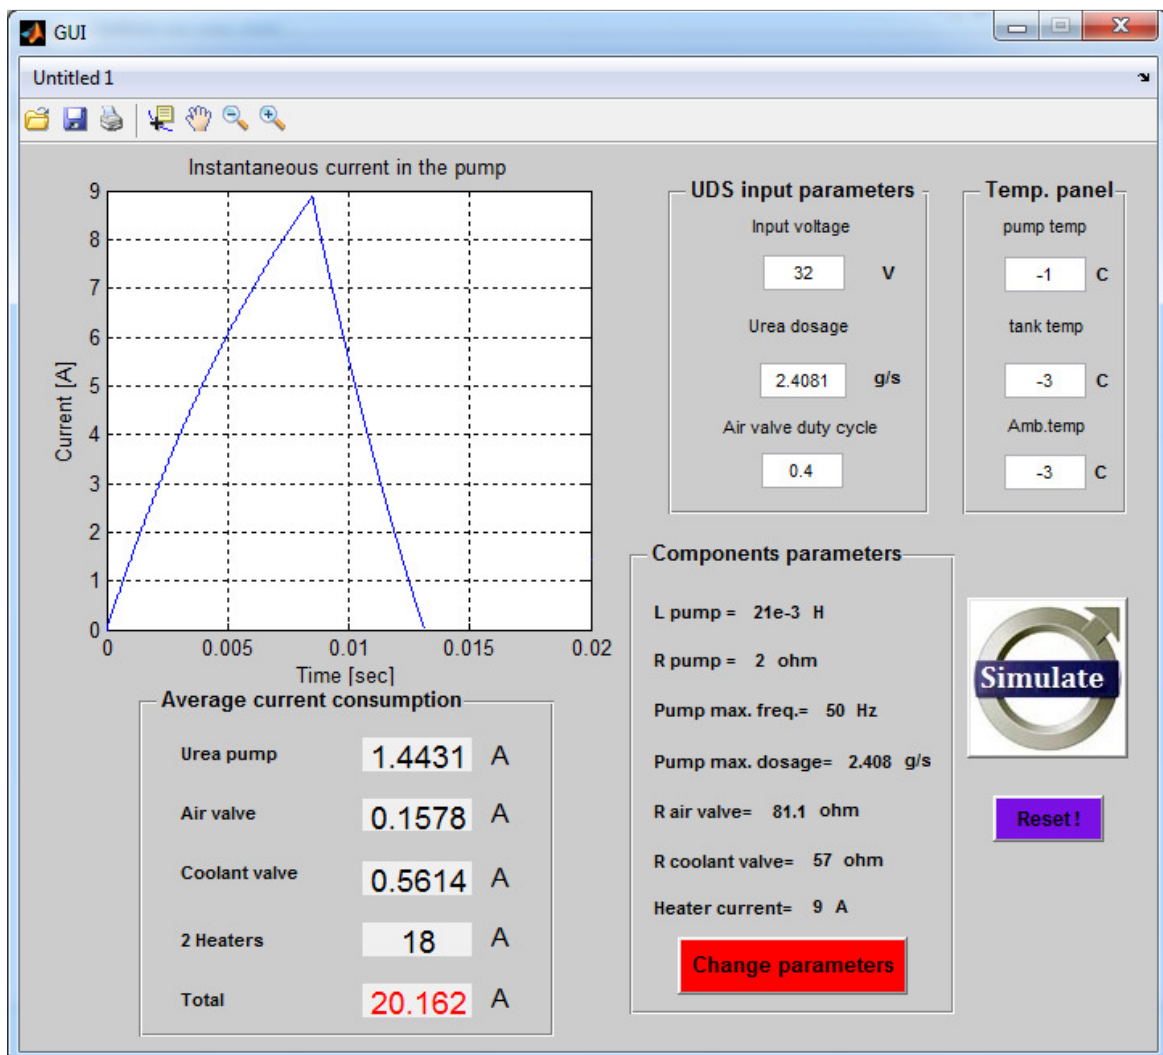 GUI
Untitled 1
Instantaneous current in the pump
9
8
7
6
5
4
3
2
1
0
Current [A]
0 0.005 0.01 0.015 0.02
Time [sec]
UDS input parameters
Input voltage
32 V
Urea dosage
2.4081 g/s
Air valve duty cycle
0.4
Temp. panel
pump temp
-1 C
tank temp
-3 C
Amb.temp
-3 C
Average current consumption
Urea pump 1.4431 A
Air valve 0.1578 A
Coolant valve 0.5614 A
2 Heaters 18 A
Total 20.162 A
Components parameters
L pump = 21e-3 H
R pump = 2 ohm
Pump max. freq.= 50 Hz
Pump max. dosage= 2.408 g/s
R air valve= 81.1 ohm
R coolant valve= 57 ohm
Heater current= 9 A
Change parameters
Simulate
Reset !